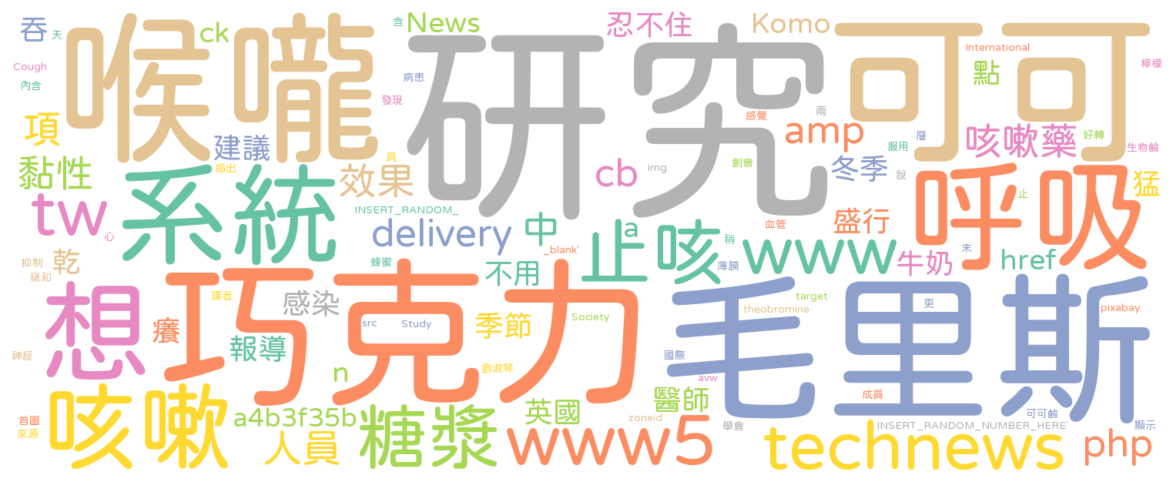 吞
天
喉嚨
ck
含
News
忍不住
Komo
可可
International
點
檸檬
Cough
內含
病患
發現
研究
感覺
雨
amp
層
咳嗽藥
好轉
生物鹼
服用
項
建議
指出
貝
效果
cb
img
創會
冬季
說
呼吸
猛
止
黏性
tw
心
系統
INSERT_RANDOM_
delivery
中
止咳
a
血管
盛行
稍
www
末
牛奶
href
抑制
緩和
乾
蜂蜜
不用
_blank'
薄膜
想
譯者
感染
巧克力
src
Study
季節
Society
毛里斯
target
theobromine
更
pixabay
神經
癢
報導
n
劉淑琴
國際
avw
成員
首圖
來源
咳嗽
a4b3f35b
人員
糖漿
英國
zoneid
醫師
www5
學會
technews
INSERT_RANDOM_NUMBER_HERE'
可可鹼
顯示
php